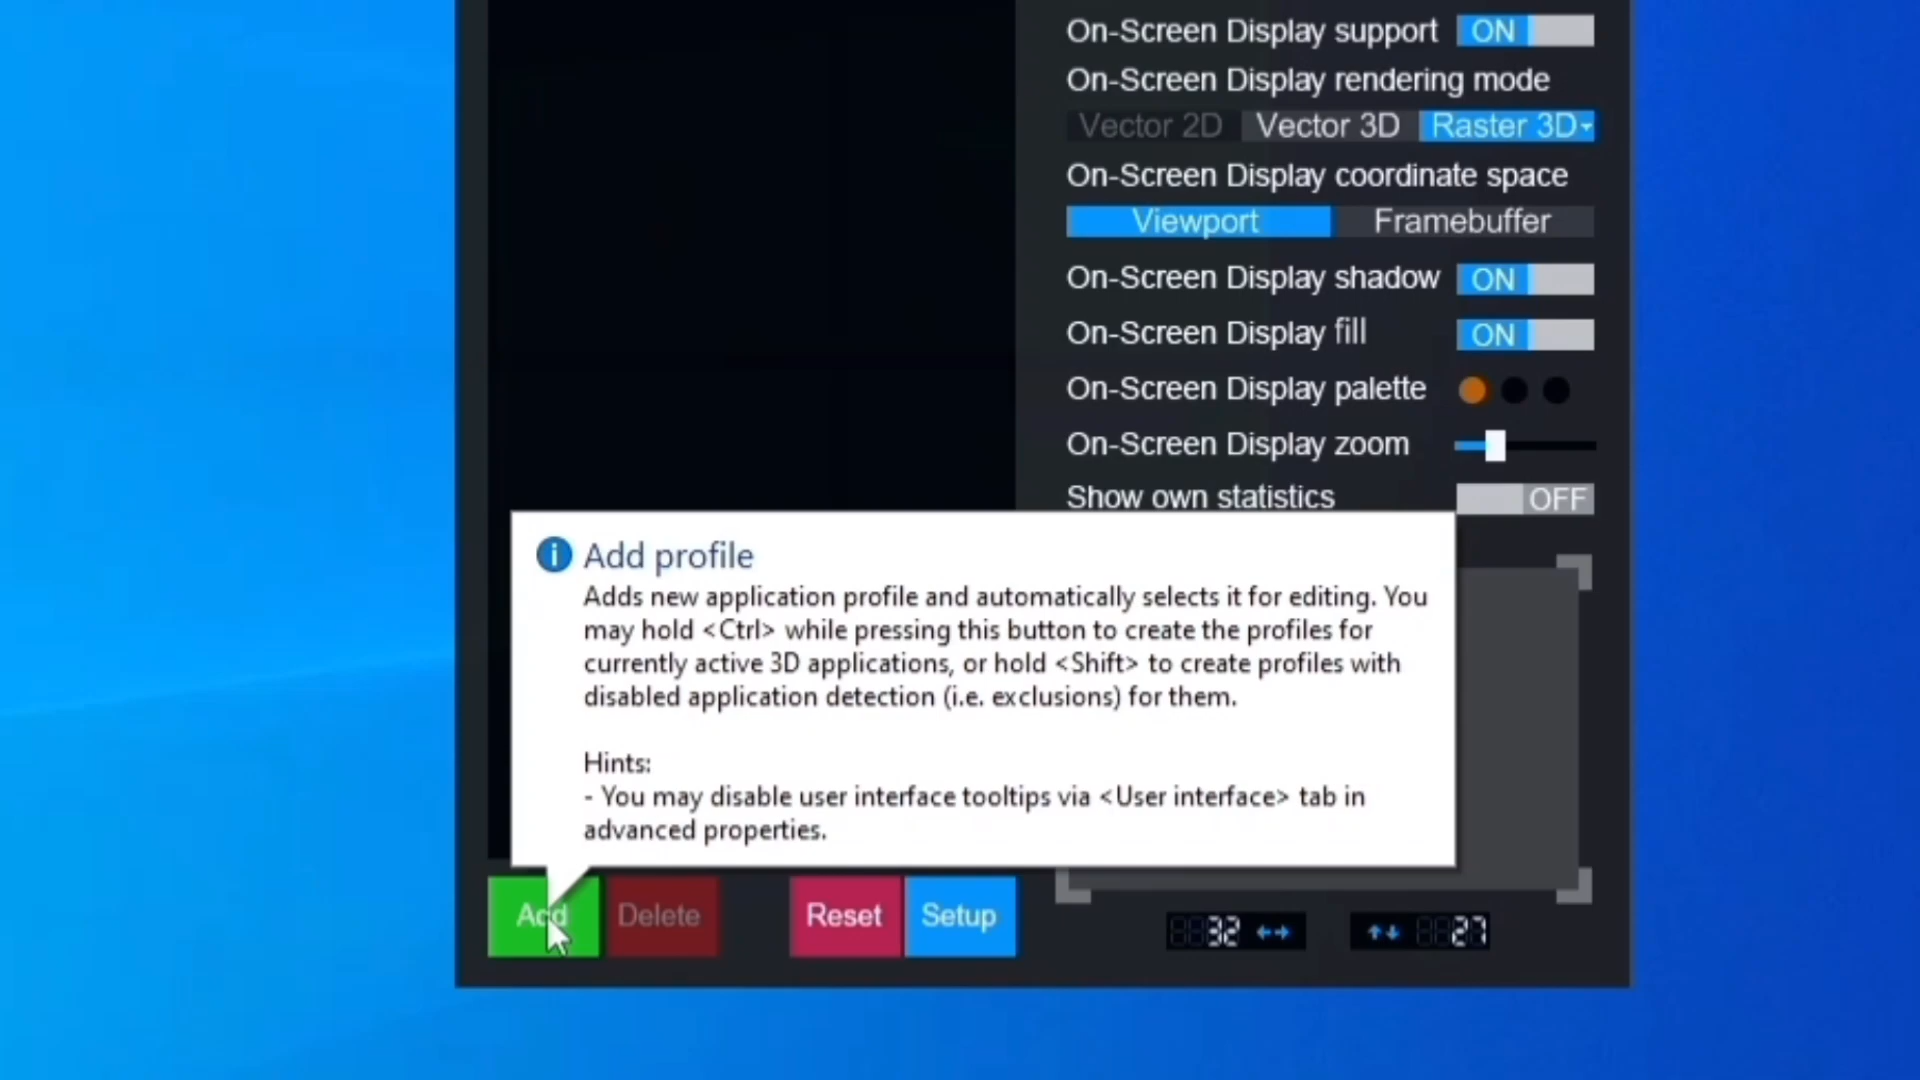 On-Screen Display support ON
On-Screen Display rendering mode
Vector 2D Vector 3D Raster 3D
On-Screen Display coordinate space
Viewport Framebuffer
On-Screen Display shadow ON
On-Screen Display fill ON
On-Screen Display palette
On-Screen Display zoom
Show own statistics OFF
Add profile
Adds new application profile and automatically selects it for editing. You
may hold <Ctrl> while pressing this button to create the profiles for
currently active 3D applications, or hold <Shift> to create profiles with
disabled application detection (i.e. exclusions) for them.
Hints:
- You may disable user interface tooltips via <User interface> tab in
advanced properties.
Add Delete Reset Setup
32 27